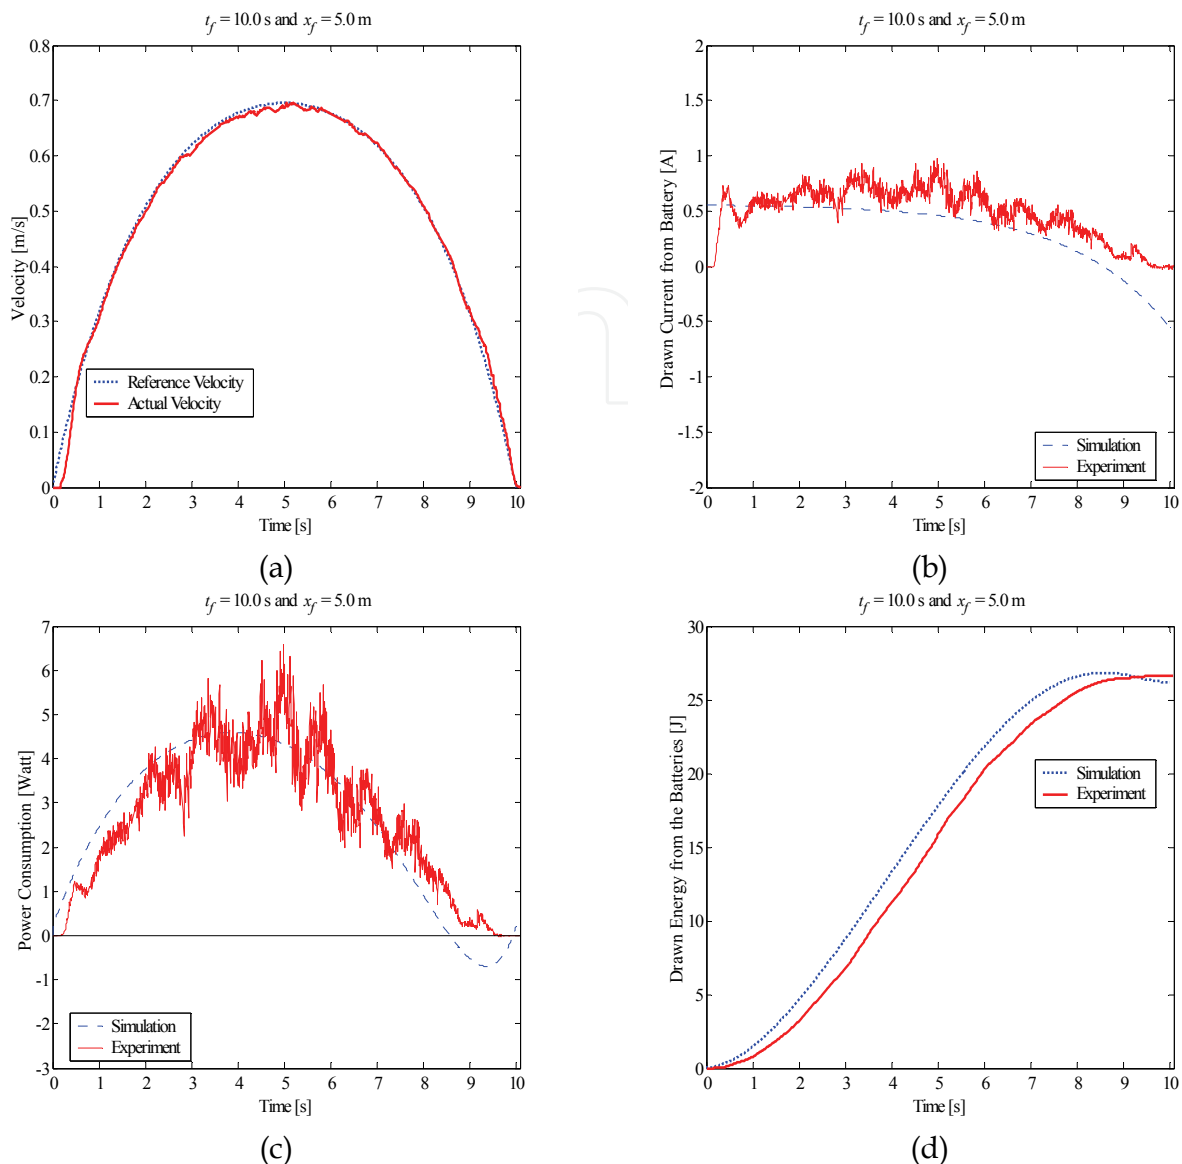 t_f = 10.0 s and x_f = 5.0 m
0.8
0.7
0.6
0.5
0.4
0.3
0.2
0.1
0
Velocity [m/s]
Reference Velocity
Actual Velocity
0 1 2 3 4 5 6 7 8 9 10
Time [s]
(a)
t_f = 10.0 s and x_f = 5.0 m
2
1.5
1
0.5
0
-0.5
-1
-1.5
-2
Drawn Current from Battery [A]
Simulation
Experiment
0 1 2 3 4 5 6 7 8 9 10
Time [s]
(b)
t_f = 10.0 s and x_f = 5.0 m
7
6
5
4
3
2
1
0
-1
-2
-3
Power Consumption [Watt]
Simulation
Experiment
0 1 2 3 4 5 6 7 8 9 10
Time [s]
(c)
t_f = 10.0 s and x_f = 5.0 m
30
25
20
15
10
5
0
Drawn Energy from the Batteries [J]
Simulation
Experiment
0 1 2 3 4 5 6 7 8 9 10
Time [s]
(d)